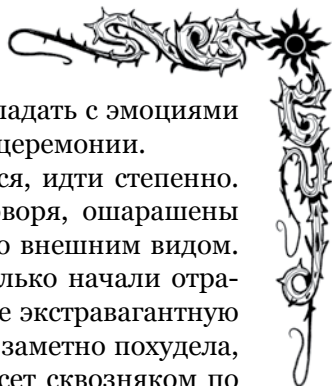 ладать с эмоциями
церемонии.
ся, идти степенно.
воря, ошарашены
о внешним видом.
лько начали отра-
е экстравагантную
заметно похудела,
сет сквозняком по